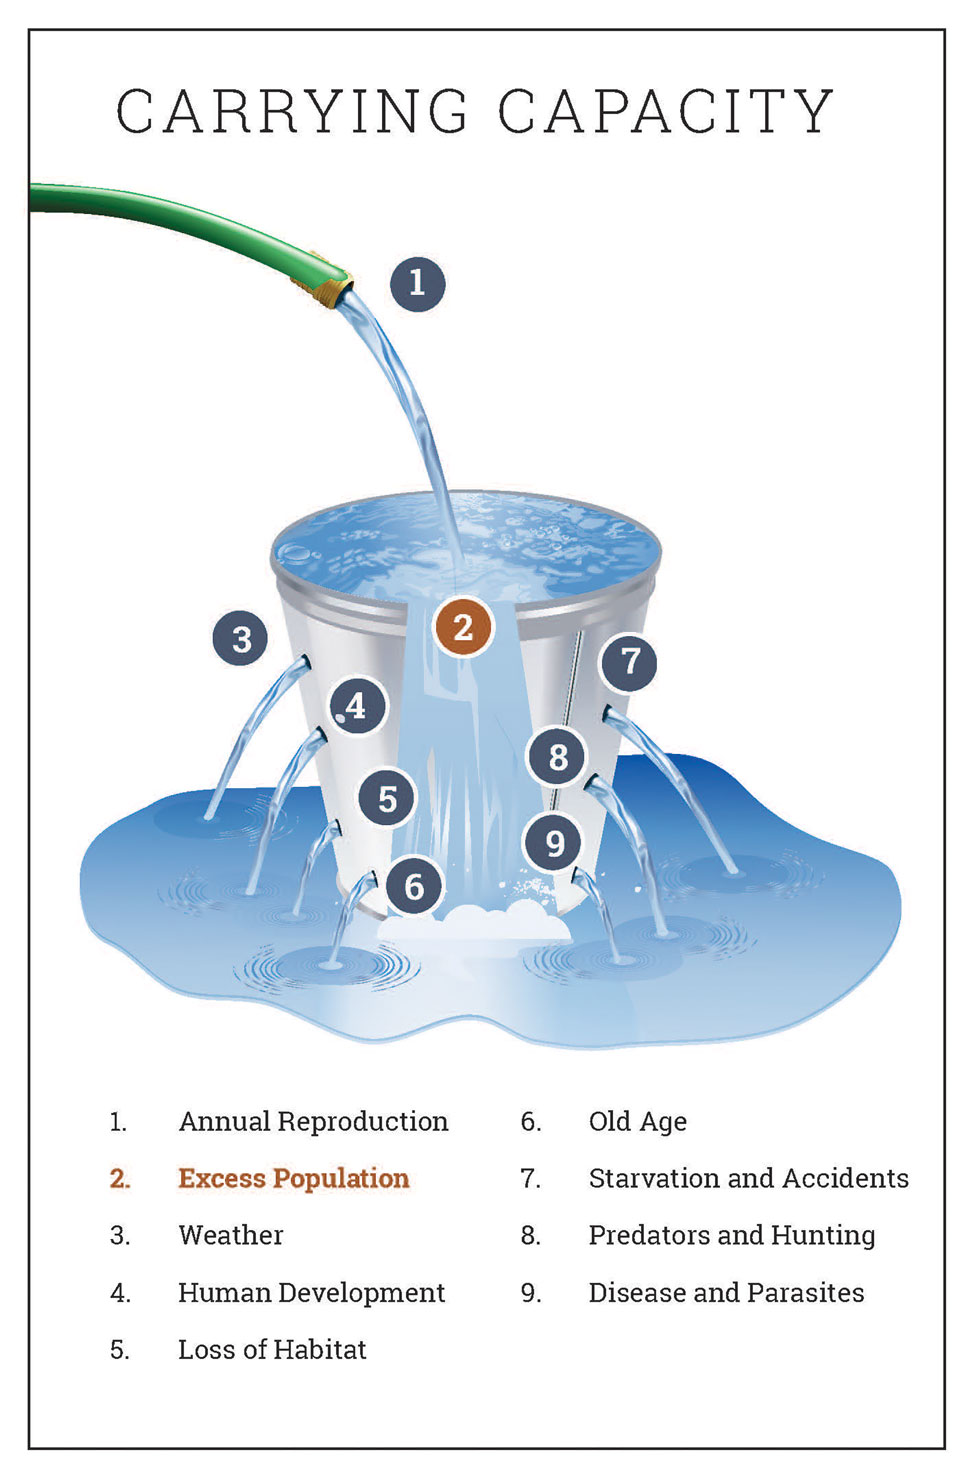 CARRYING CAPACITY
1
2
3
4
5
6
7
8
9
1. Annual Reproduction
2. Excess Population
3. Weather
4. Human Development
5. Loss of Habitat
6. Old Age
7. Starvation and Accidents
8. Predators and Hunting
9. Disease and Parasites